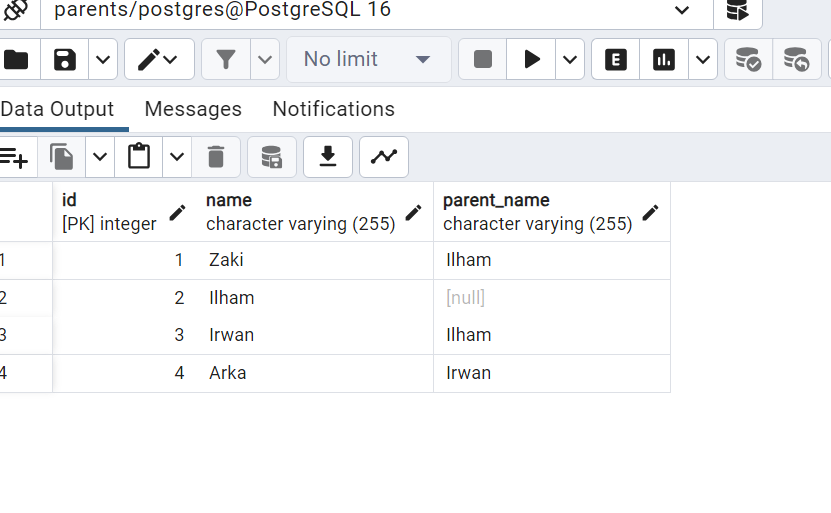 parents/postgres@PostgreSQL 16
No limit
E
Data Output Messages Notifications
id name parent_name
[PK] integer character varying (255) character varying (255)
1 1 Zaki Ilham
2 2 Ilham [null]
3 3 Irwan Ilham
4 4 Arka Irwan